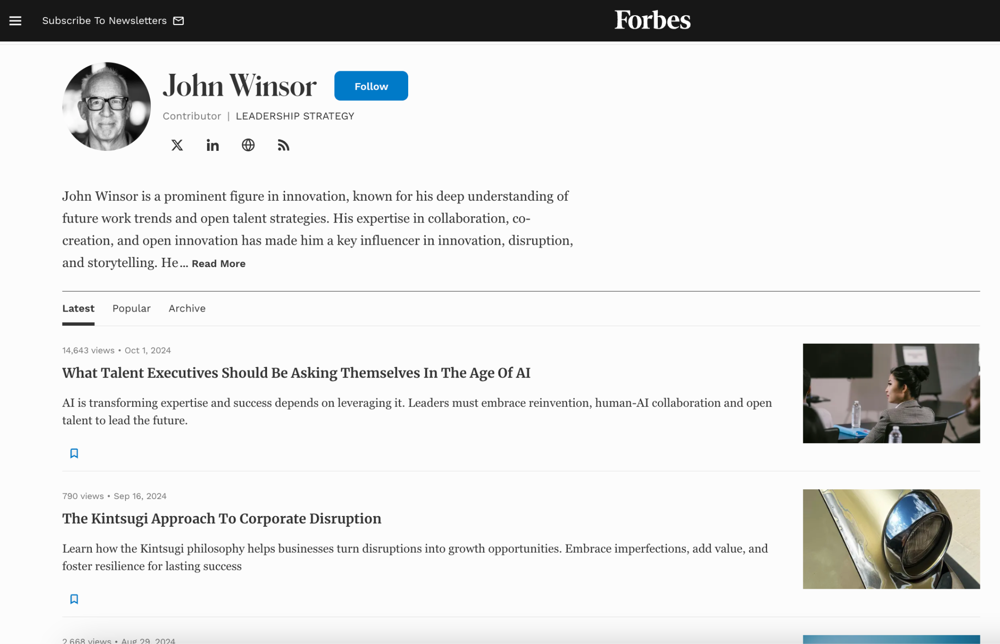 Subscribe To Newsletters
Forbes
John Winsor
Follow
Contributor | LEADERSHIP STRATEGY
John Winsor is a prominent figure in innovation, known for his deep understanding of
future work trends and open talent strategies. His expertise in collaboration, co-
creation, and open innovation has made him a key influencer in innovation, disruption,
and storytelling. He... Read More
Latest Popular Archive
14,643 views • Oct 1, 2024
What Talent Executives Should Be Asking Themselves In The Age Of AI
AI is transforming expertise and success depends on leveraging it. Leaders must embrace reinvention, human-AI collaboration and open
talent to lead the future.
790 views • Sep 16, 2024
The Kintsugi Approach To Corporate Disruption
Learn how the Kintsugi philosophy helps businesses turn disruptions into growth opportunities. Embrace imperfections, add value, and
foster resilience for lasting success
2,668 views • Aug 29, 2024